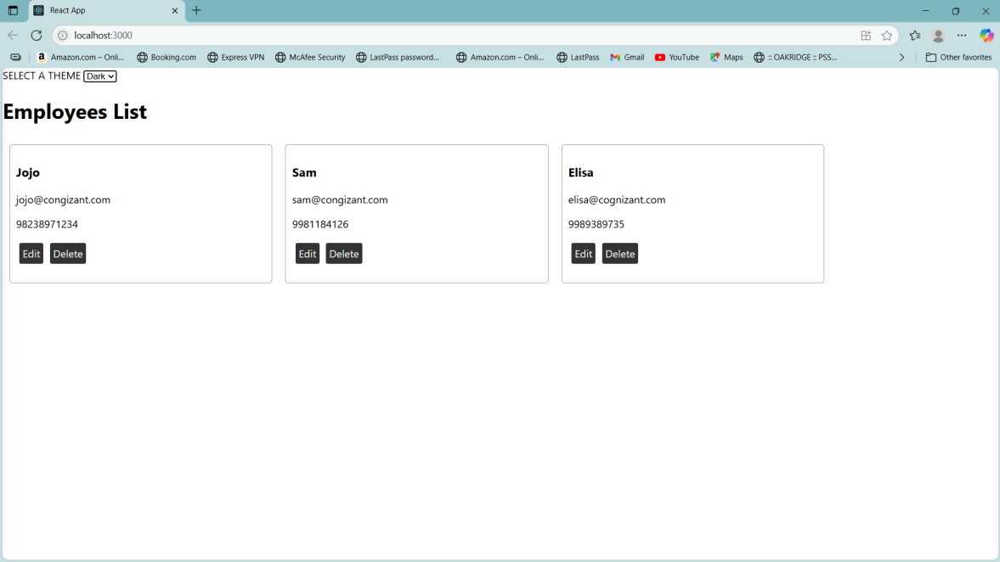 React App
localhost:3000
Amazon.com – Onli... Booking.com Express VPN McAfee Security LastPass password... Amazon.com – Onli... LastPass Gmail YouTube Maps :: OAKRIDGE :: PSS... Other favorites
SELECT A THEME Dark
Employees List
Jojo
jojo@congizant.com
98238971234
Edit Delete
Sam
sam@congizant.com
9981184126
Edit Delete
Elisa
elisa@cognizant.com
9989389735
Edit Delete